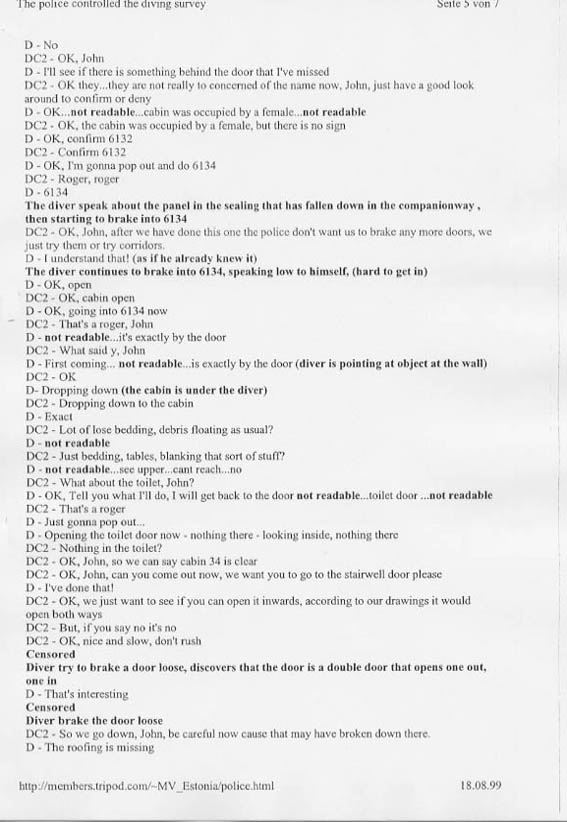 The police controlled the diving survey
Seite 5 von 7
D - No
DC2 - OK, John
D - I'll see if there is something behind the door that I've missed
DC2 - OK they...they are not really to concerned of the name now, John, just have a good look
around to confirm or deny
D - OK...not readable...cabin was occupied by a female...not readable
DC2 - OK, the cabin was occupied by a female, but there is no sign
D - OK, confirm 6132
DC2 - Confirm 6132
D - OK, I'm gonna pop out and do 6134
DC2 - Roger, roger
D - 6134
The diver speak about the panel in the sealing that has fallen down in the companionway ,
then starting to brake into 6134
DC2 - OK, John, after we have done this one the police don't want us to brake any more doors, we
just try them or try corridors.
D - I understand that! (as if he already knew it)
The diver continues to brake into 6134, speaking low to himself, (hard to get in)
D - OK, open
DC2 - OK, cabin open
D - OK, going into 6134 now
DC2 - That's a roger, John
D - not readable...it's exactly by the door
DC2 - What said y, John
D - First coming... not readable...is exactly by the door (diver is pointing at object at the wall)
DC2 - OK
D- Dropping down (the cabin is under the diver)
DC2 - Dropping down to the cabin
D - Exact
DC2 - Lot of lose bedding, debris floating as usual?
D - not readable
DC2 - Just bedding, tables, blanking that sort of stuff?
D - not readable...see upper...cant reach...no
DC2 - What about the toilet, John?
D - OK, Tell you what I'll do, I will get back to the door not readable...toilet door ...not readable
DC2 - That's a roger
D - Just gonna pop out...
D - Opening the toilet door now - nothing there - looking inside, nothing there
DC2 - Nothing in the toilet?
DC2 - OK, John, so we can say cabin 34 is clear
DC2 - OK, John, can you come out now, we want you to go to the stairwell door please
D - I've done that!
DC2 - OK, we just want to see if you can open it inwards, according to our drawings it would
open both ways
DC2 - But, if you say no it's no
DC2 - OK, nice and slow, don't rush
Censored
Diver try to brake a door loose, discovers that the door is a double door that opens one out,
one in
D - That's interesting
Censored
Diver brake the door loose
DC2 - So we go down, John, be careful now cause that may have broken down there.
D - The roofing is missing
http://members.tripod.com/~MV_Estonia/police.html
18.08.99